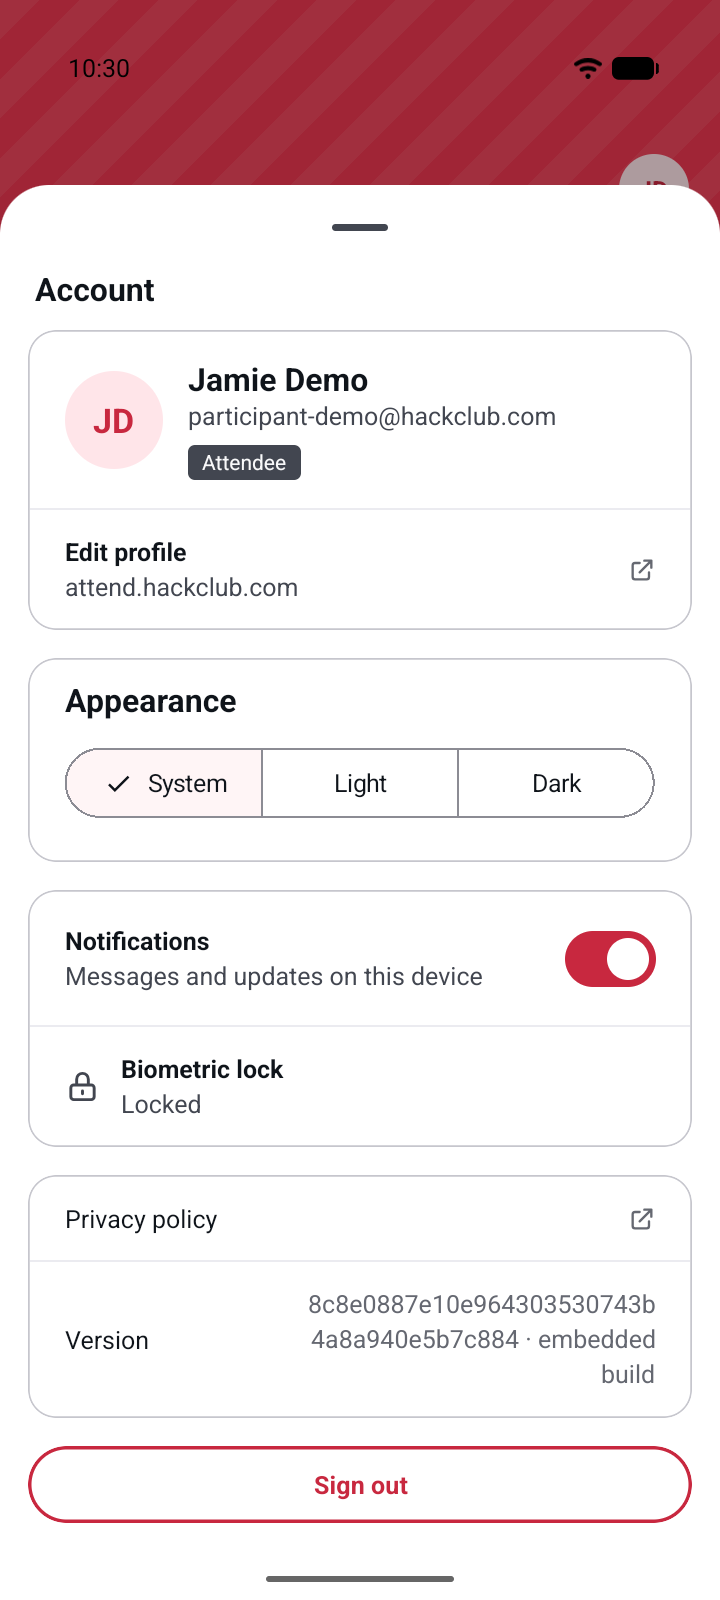 10:30
JD
Account
JD
Jamie Demo
participant-demo@hackclub.com
Attendee
Edit profile
attend.hackclub.com
Appearance
System
Light
Dark
Notifications
Messages and updates on this device
Biometric lock
Locked
Privacy policy
Version
8c8e0887e10e964303530743b
4a8a940e5b7c884 · embedded
build
Sign out